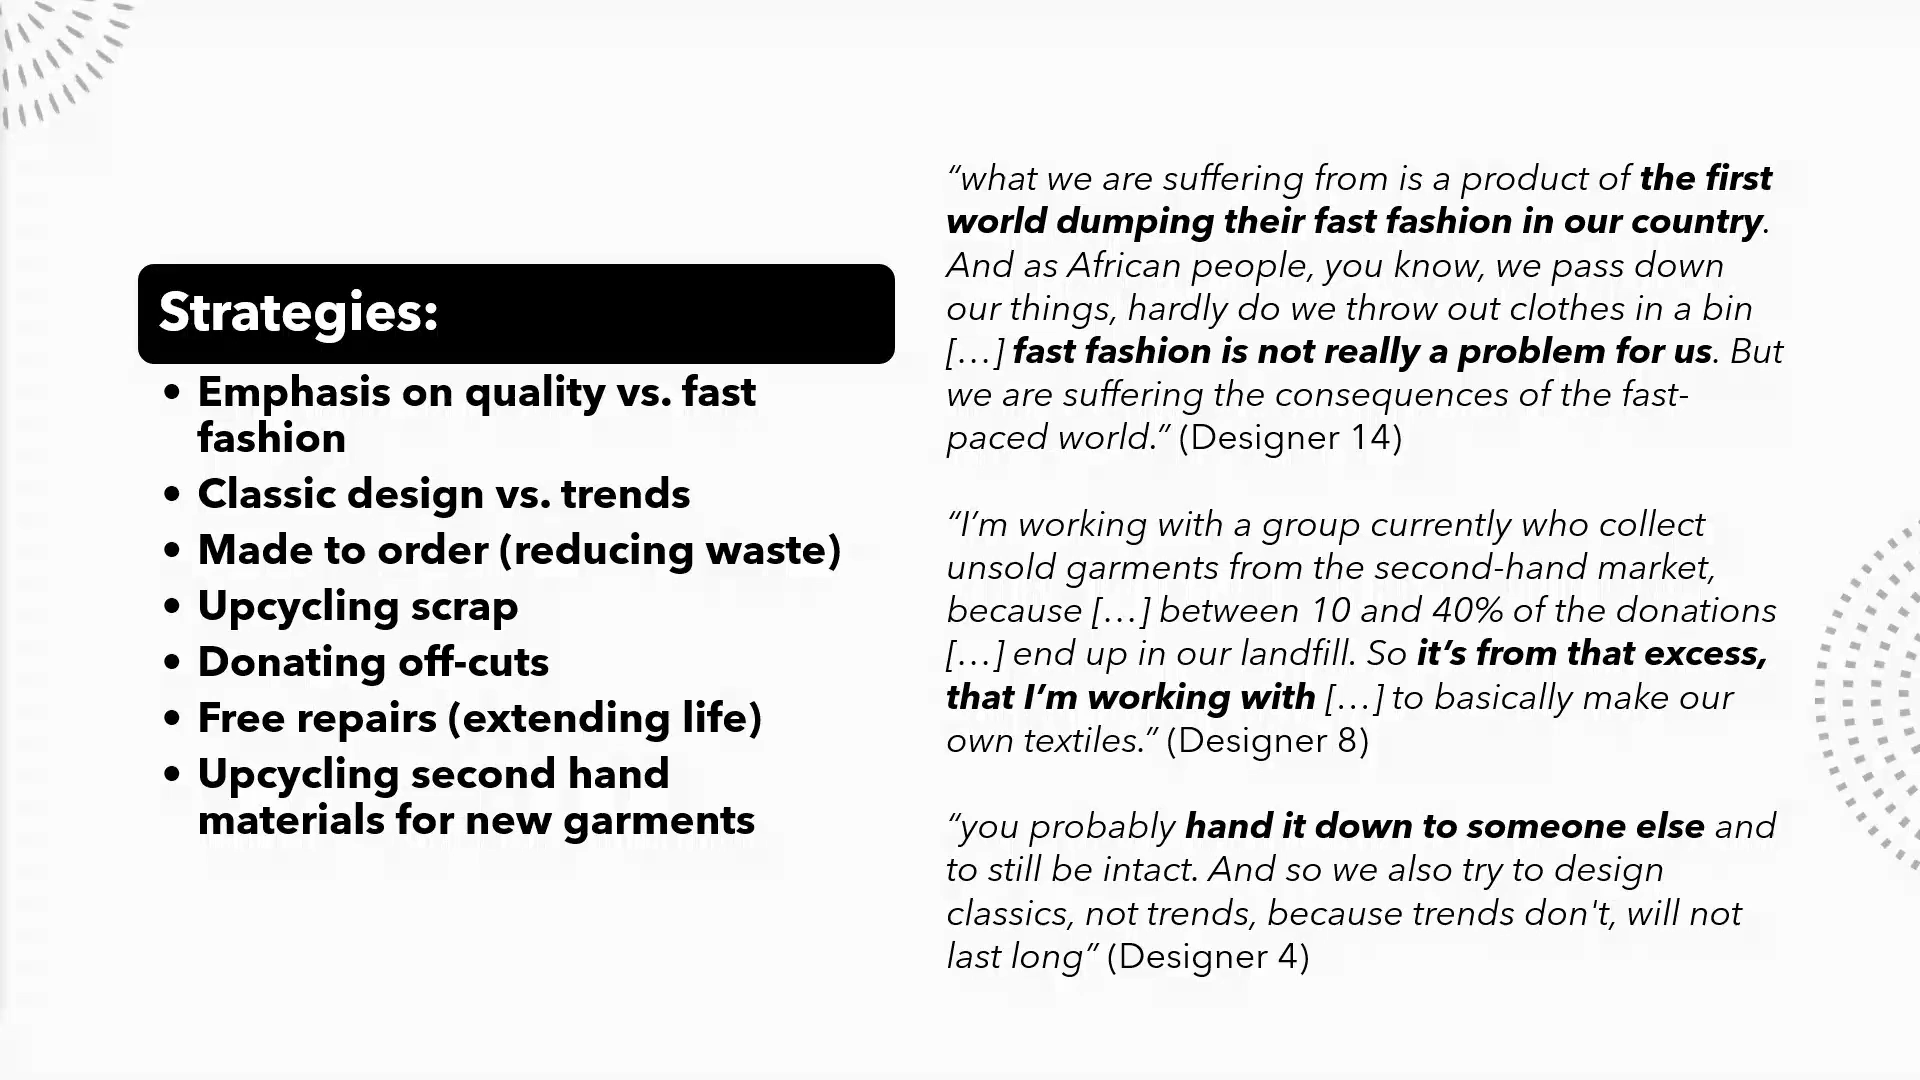 Strategies:
• Emphasis on quality vs. fast
fashion
• Classic design vs. trends
• Made to order (reducing waste)
• Upcycling scrap
• Donating off-cuts
• Free repairs (extending life)
• Upcycling second hand
materials for new garments
“what we are suffering from is a product of the first
world dumping their fast fashion in our country.
And as African people, you know, we pass down
our things, hardly do we throw out clothes in a bin
[…] fast fashion is not really a problem for us. But
we are suffering the consequences of the fast-
paced world.” (Designer 14)
“I’m working with a group currently who collect
unsold garments from the second-hand market,
because […] between 10 and 40% of the donations
[…] end up in our landfill. So it’s from that excess,
that I’m working with […] to basically make our
own textiles.” (Designer 8)
“you probably hand it down to someone else and
to still be intact. And so we also try to design
classics, not trends, because trends don't, will not
last long” (Designer 4)